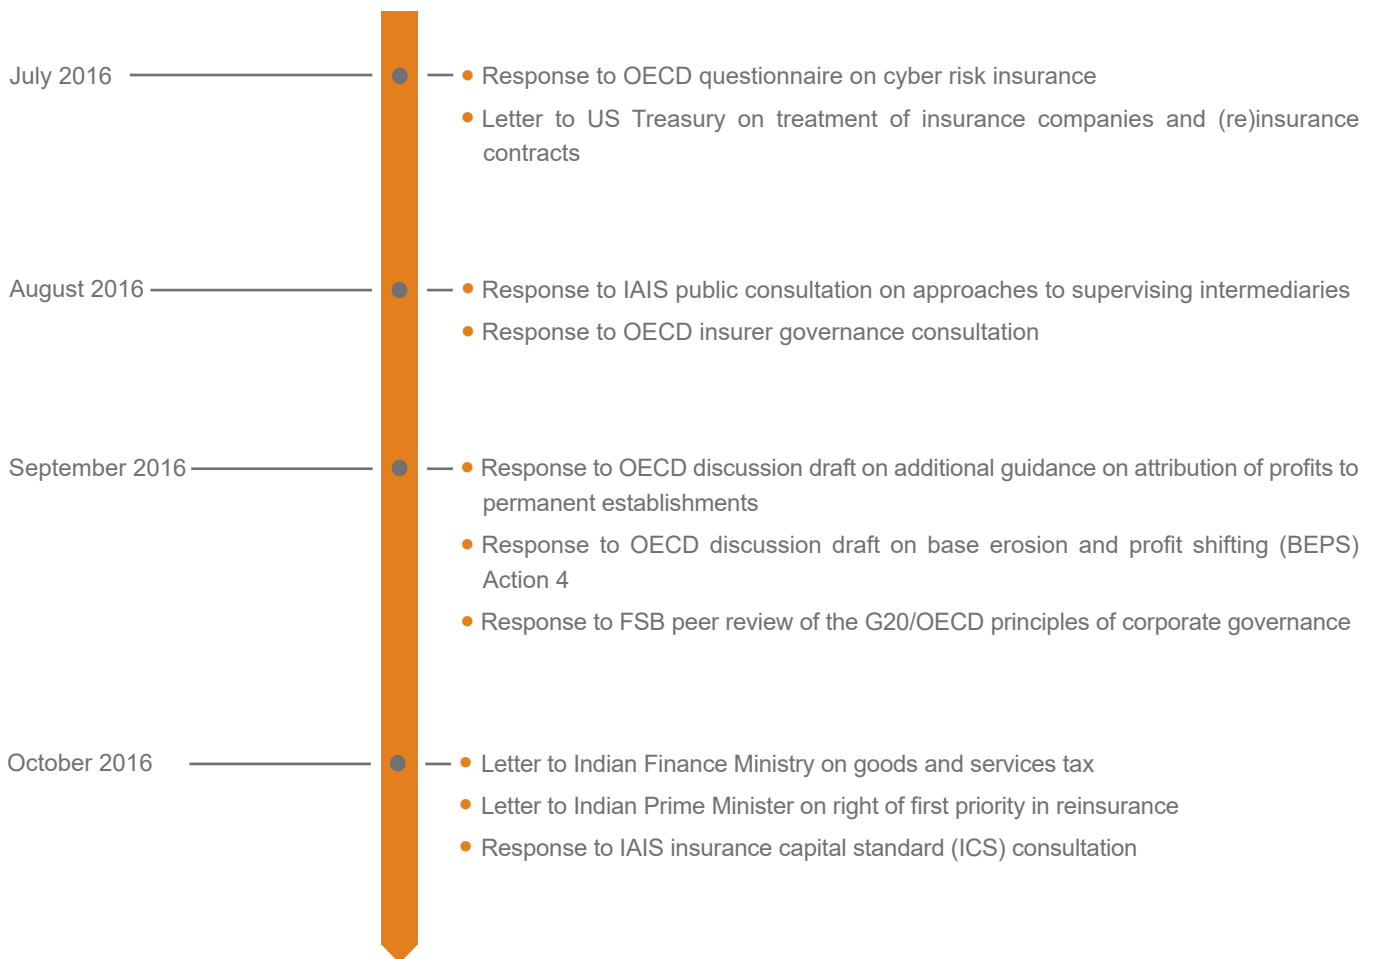 July 2016
• Response to OECD questionnaire on cyber risk insurance
• Letter to US Treasury on treatment of insurance companies and (re)insurance
contracts
August 2016
• Response to IAIS public consultation on approaches to supervising intermediaries
• Response to OECD insurer governance consultation
September 2016
• Response to OECD discussion draft on additional guidance on attribution of profits to
permanent establishments
• Response to OECD discussion draft on base erosion and profit shifting (BEPS)
Action 4
• Response to FSB peer review of the G20/OECD principles of corporate governance
October 2016
• Letter to Indian Finance Ministry on goods and services tax
• Letter to Indian Prime Minister on right of first priority in reinsurance
• Response to IAIS insurance capital standard (ICS) consultation